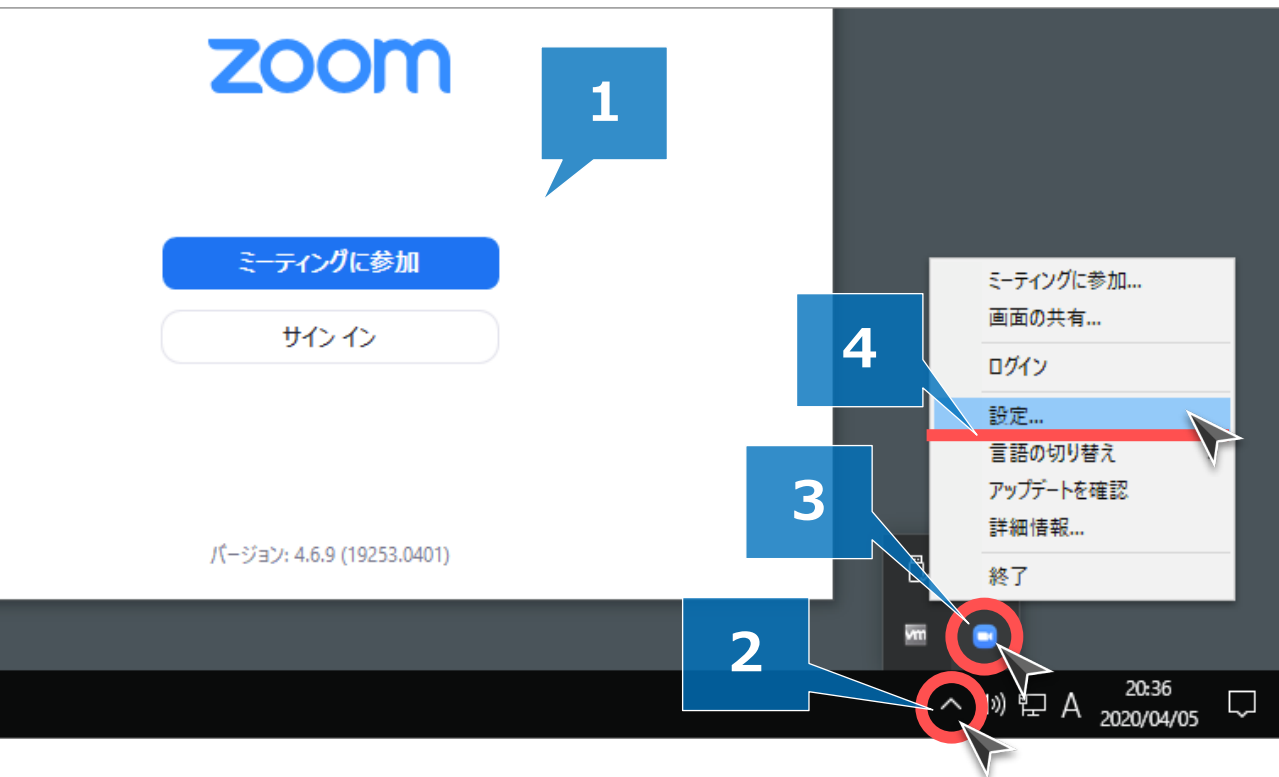 zoom
1
ミーティングに参加
サイン イン
バージョン: 4.6.9 (19253.0401)
4
ミーティングに参加...
画面の共有...
ログイン
設定...
言語の切り替え
アップデートを確認
詳細情報...
終了
3
vm
2
A
20:36
2020/04/05